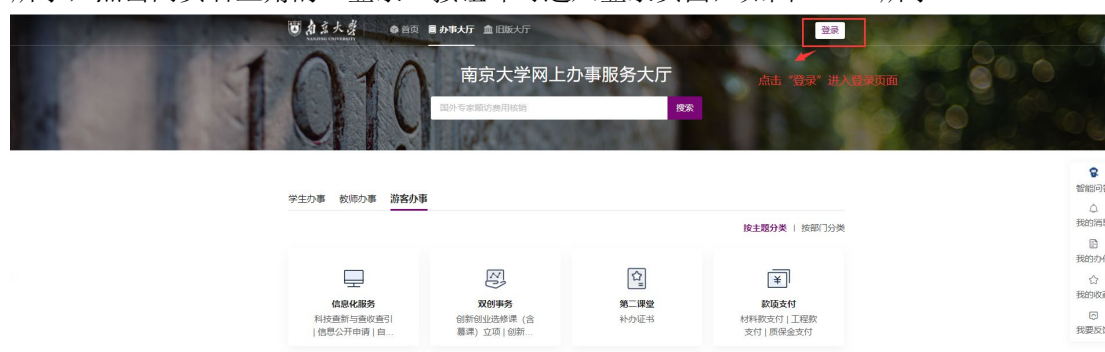 南京大学
NANJING UNIVERSITY
首页 办事大厅 旧版大厅
登录
南京大学网上办事服务大厅
点击“登录”进入登录页面
国外专家顾访费用核销
搜索
学生办事 教师办事 游客办事
按主题分类 | 按部门分类
信息化服务
科技查新与查收查引
| 信息公开申请 | 自...
双创事务
创新创业选修课（含
慕课）立项 | 创新...
第二课堂
补办证书
款项支付
材料款支付 | 工程款
支付 | 质保金支付
智能问
我的消
我的办
我的收
我要反